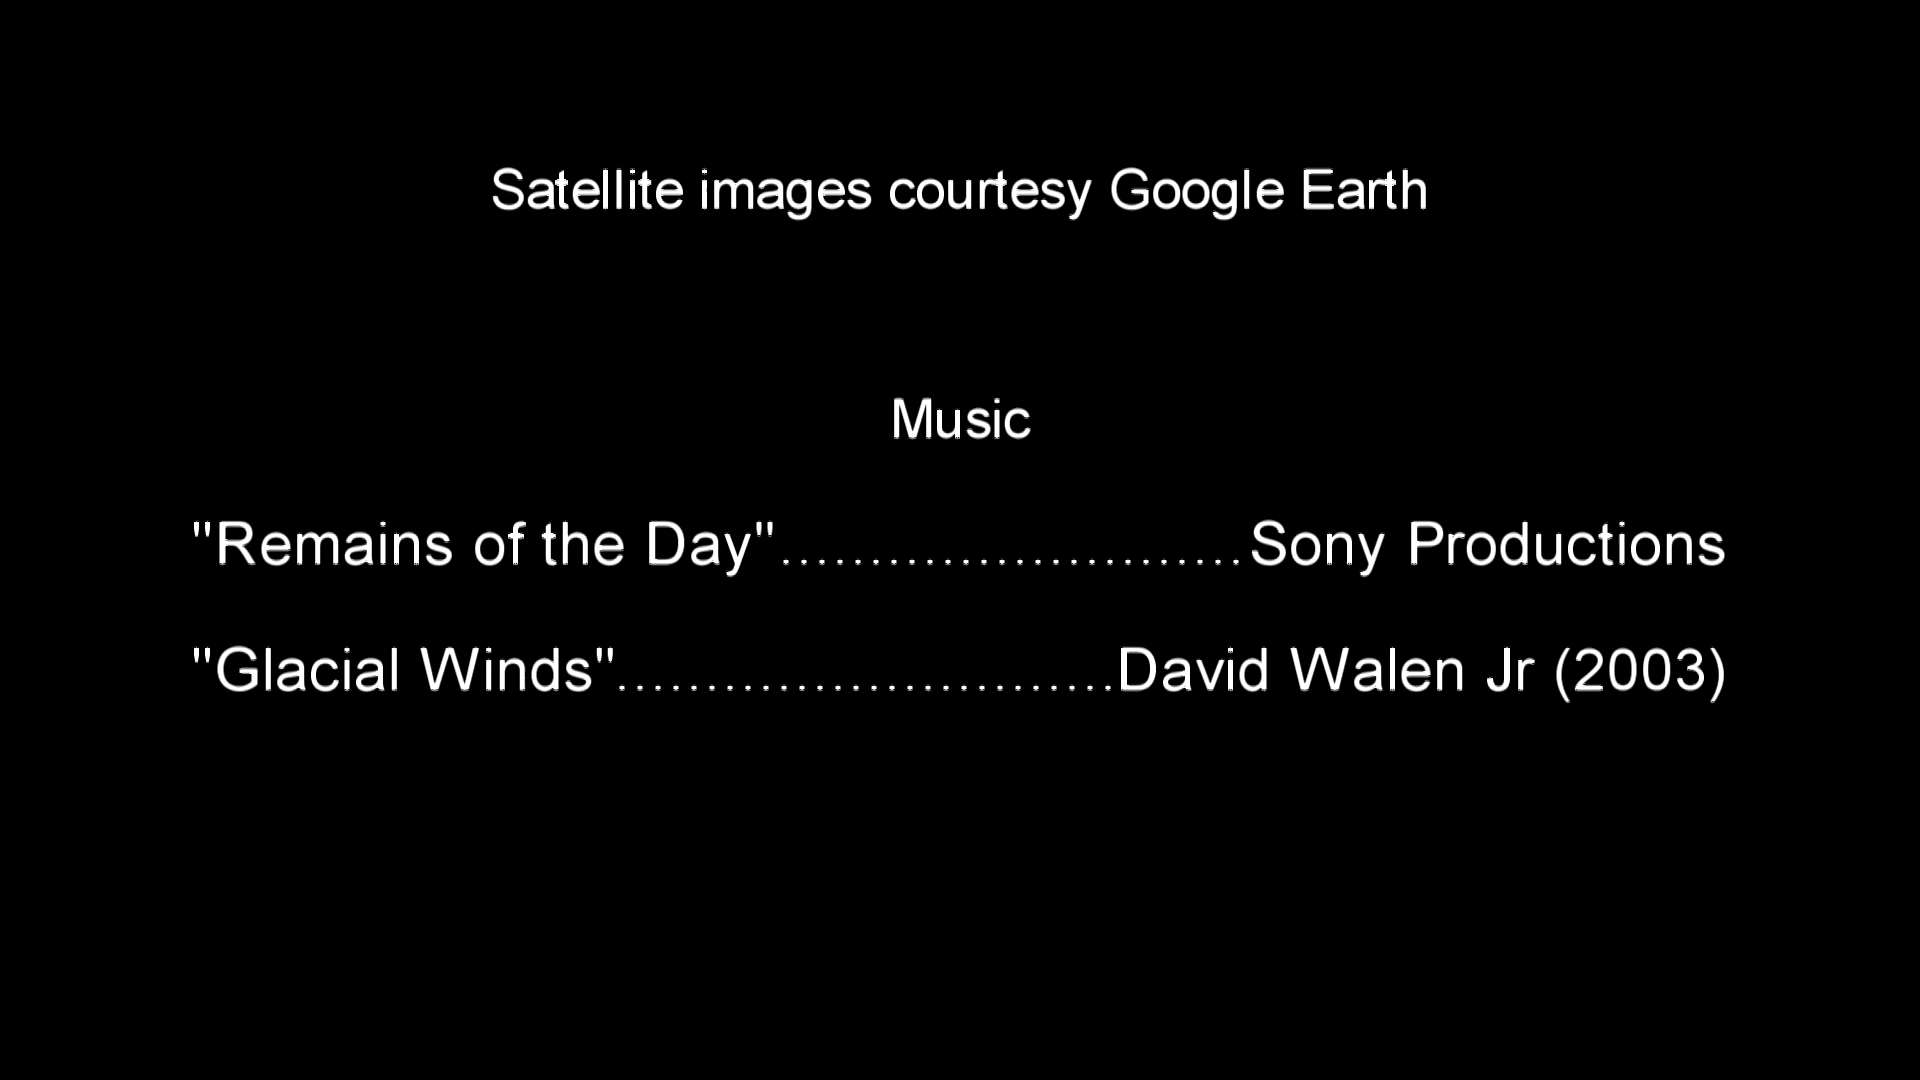 Satellite images courtesy Google Earth
Music
"Remains of the Day"..........................Sony Productions
"Glacial Winds"............................David Walen Jr (2003)